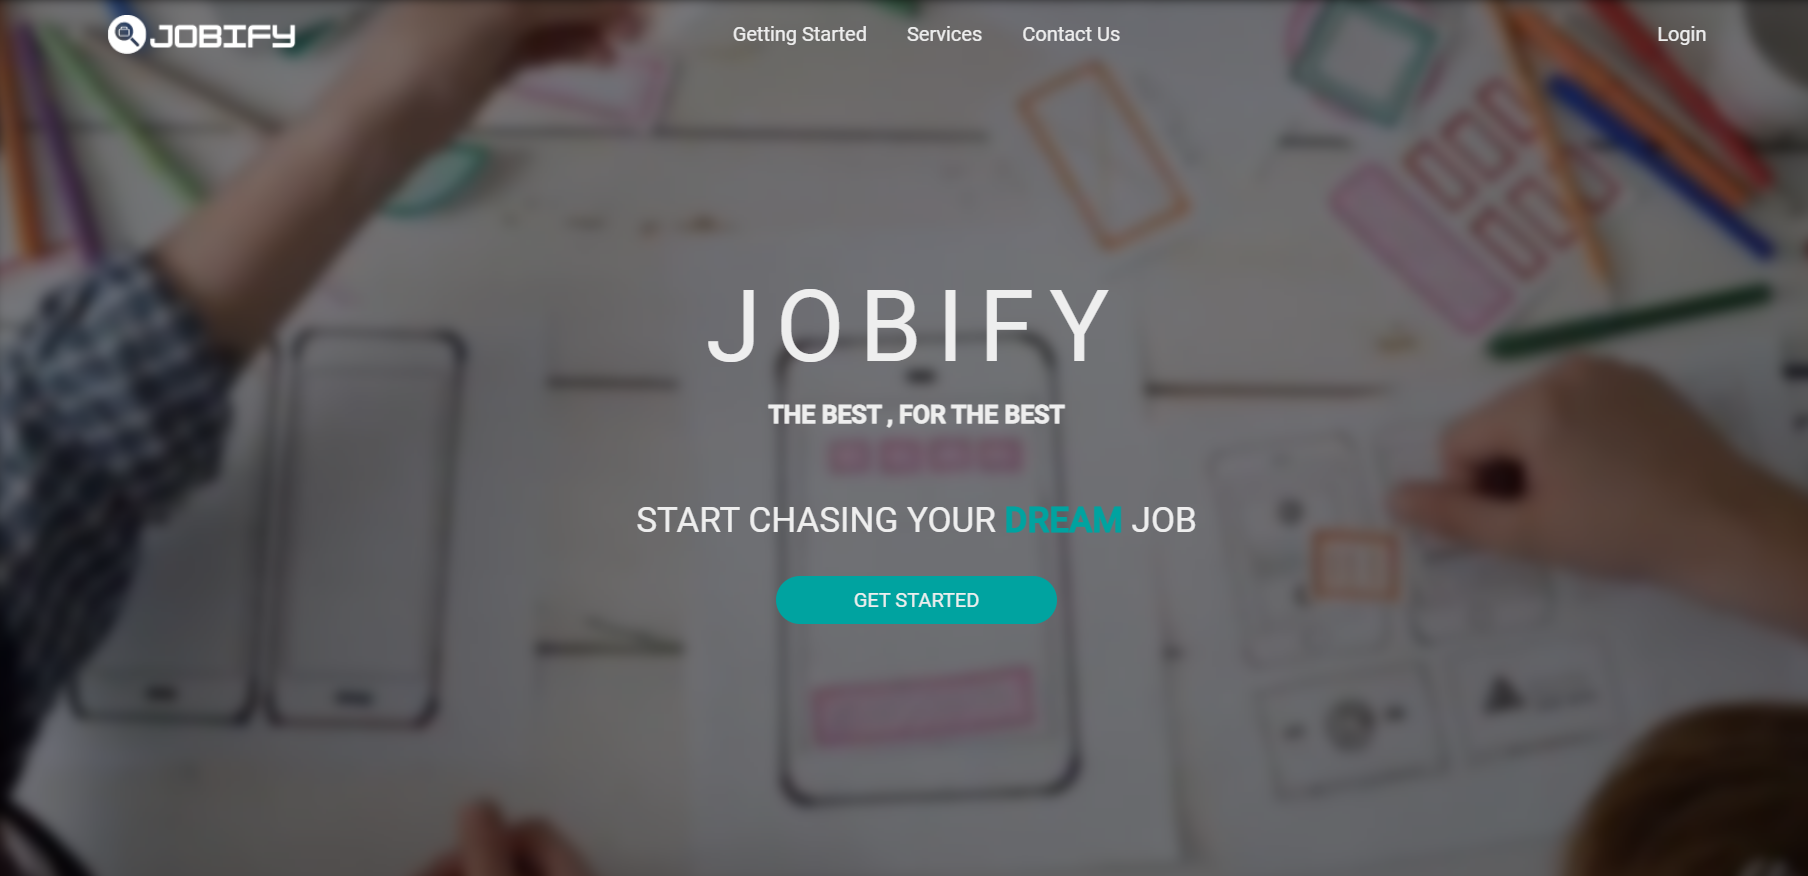 JOBIFY
Getting Started
Services
Contact Us
Login
JOBIFY
THE BEST , FOR THE BEST
START CHASING YOUR DREAM JOB
GET STARTED